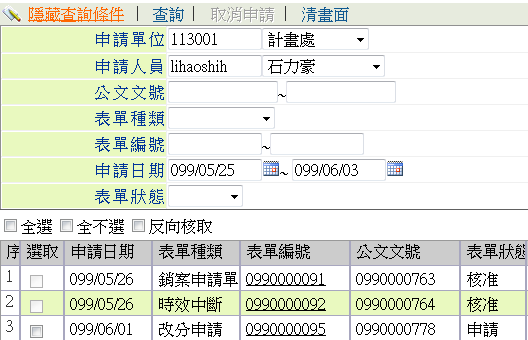 隱藏查詢條件 | 查詢 | 取消申請 | 清畫面
申請單位 113001 計畫處
申請人員 lihaoshih 石力豪
公文文號 ~
表單種類
表單編號 ~
申請日期 099/05/25 ~ 099/06/03
表單狀態
全選 全不選 反向核取
序 選取 申請日期 表單種類 表單編號 公文文號 表單狀態
1 099/05/26 銷案申請單 0990000091 0990000763 核准
2 099/05/26 時效中斷 0990000092 0990000764 核准
3 099/06/01 改分申請 0990000095 0990000778 申請